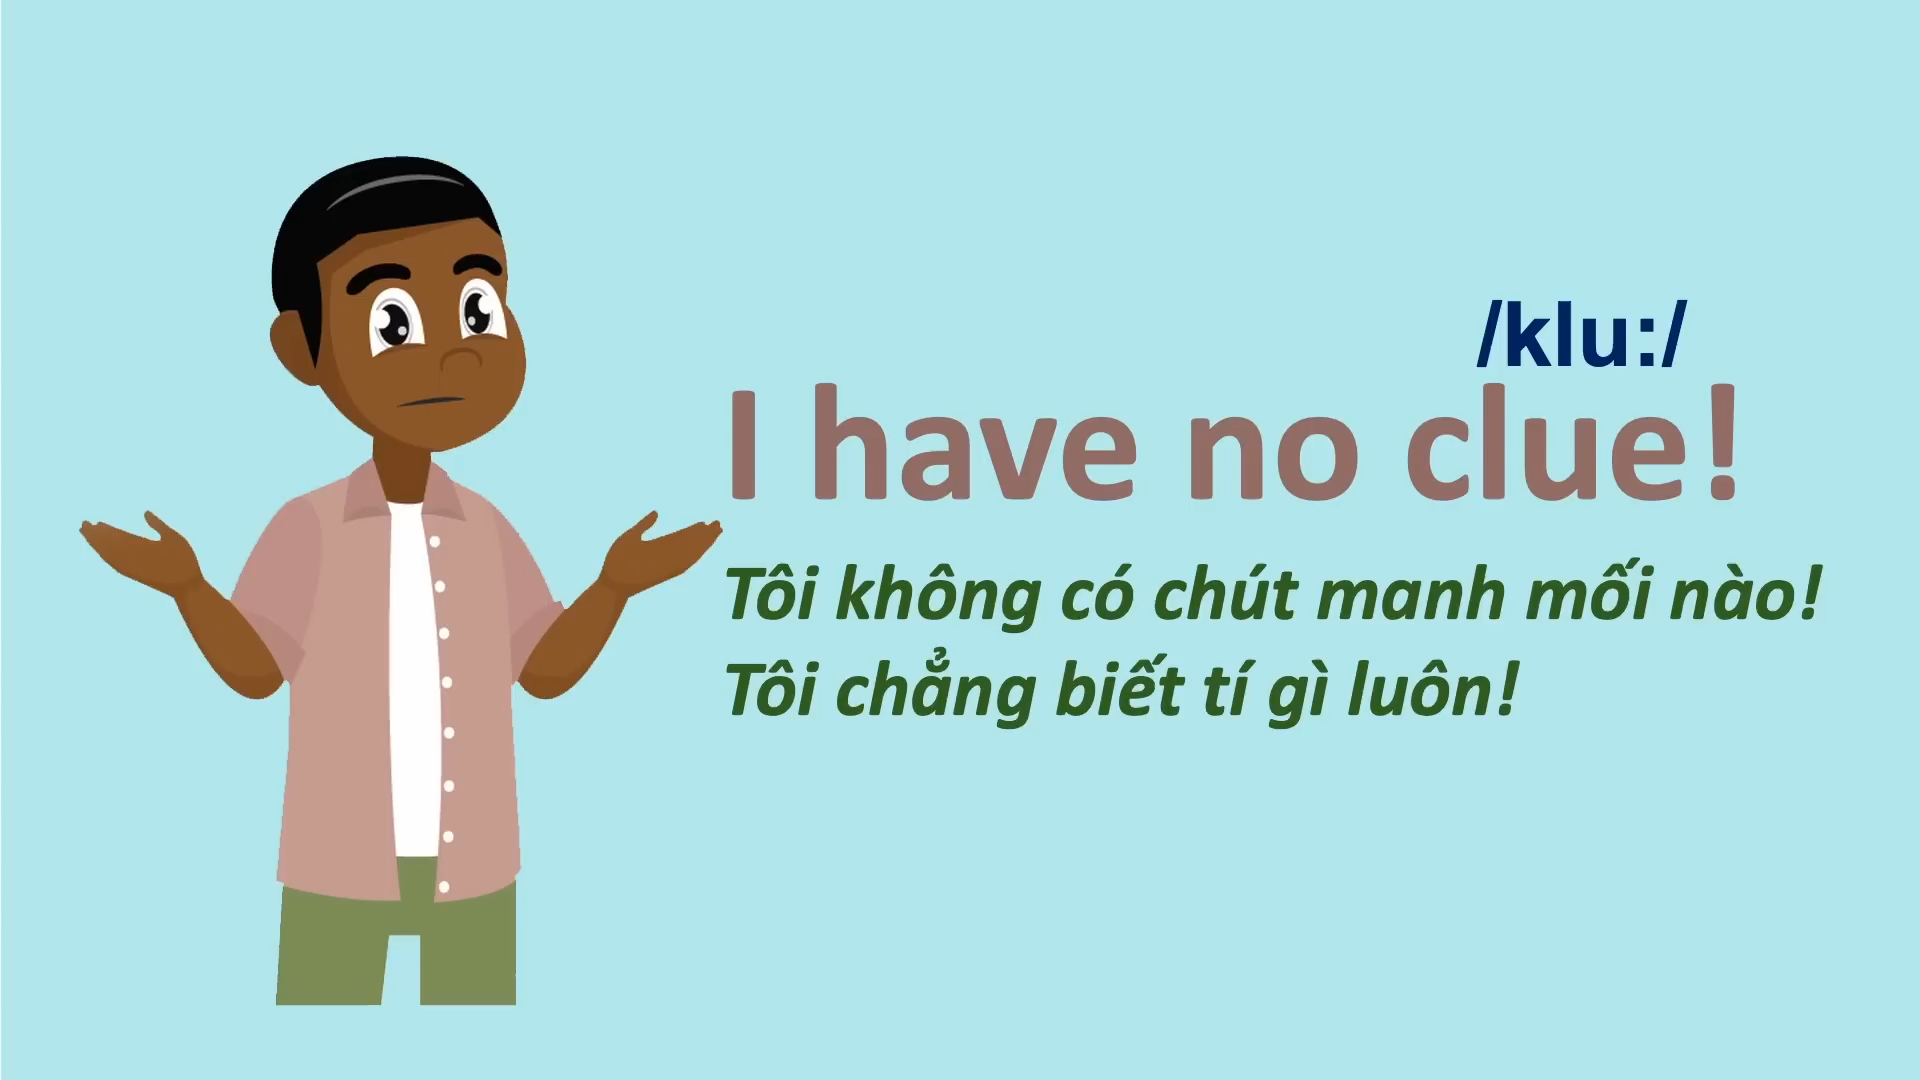 /klu:/
I have no clue!
Tôi không có chút manh mối nào!
Tôi chẳng biết tí gì luôn!